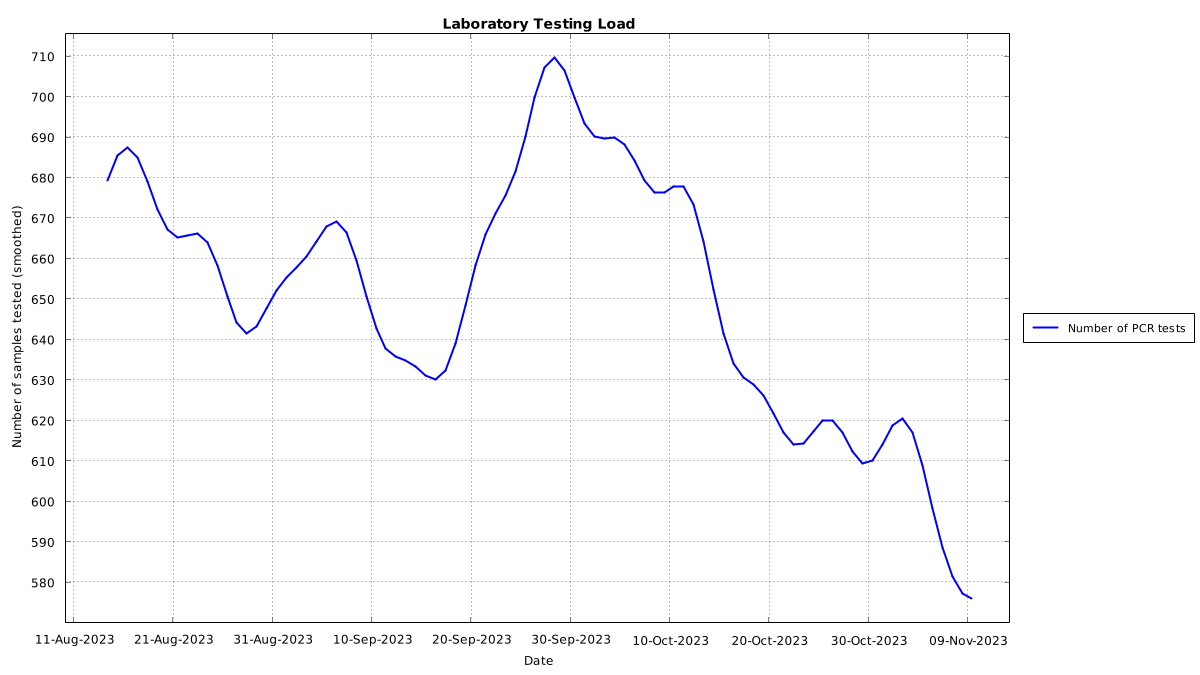 Laboratory Testing Load
Number of samples tested (smoothed)
710
700
690
680
670
660
650
640
630
620
610
600
590
580
11-Aug-2023 21-Aug-2023 31-Aug-2023 10-Sep-2023 20-Sep-2023 30-Sep-2023 10-Oct-2023 20-Oct-2023 30-Oct-2023 09-Nov-2023
Date
Number of PCR tests